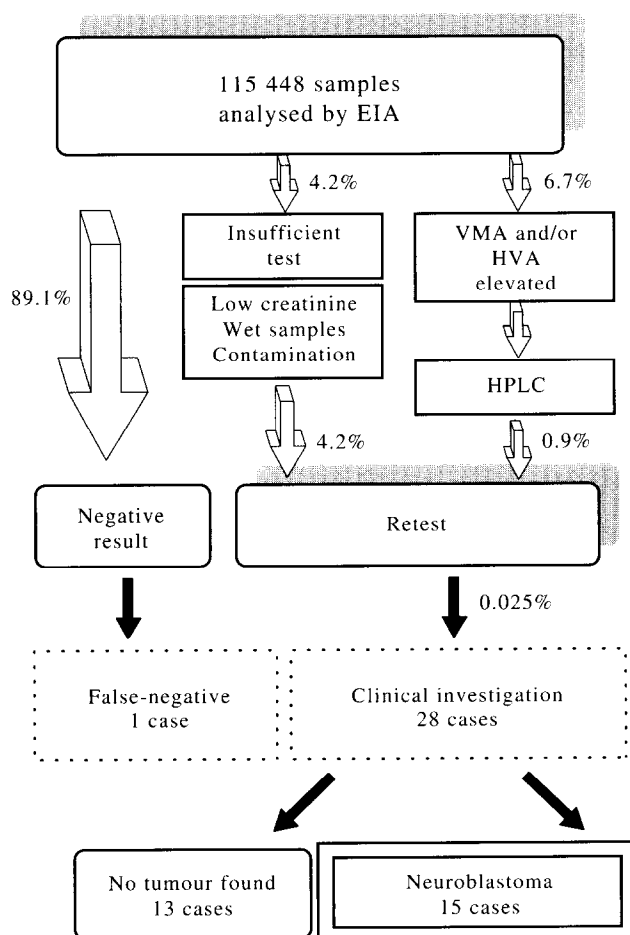 115 448 samples
analysed by EIA
4.2%
6.7%
89.1%
Insufficient
test
VMA and/or
HVA
elevated
Low creatinine
Wet samples
Contamination
HPLC
4.2%
0.9%
Negative
result
Retest
0.025%
False-negative
1 case
Clinical investigation
28 cases
No tumour found
13 cases
Neuroblastoma
15 cases